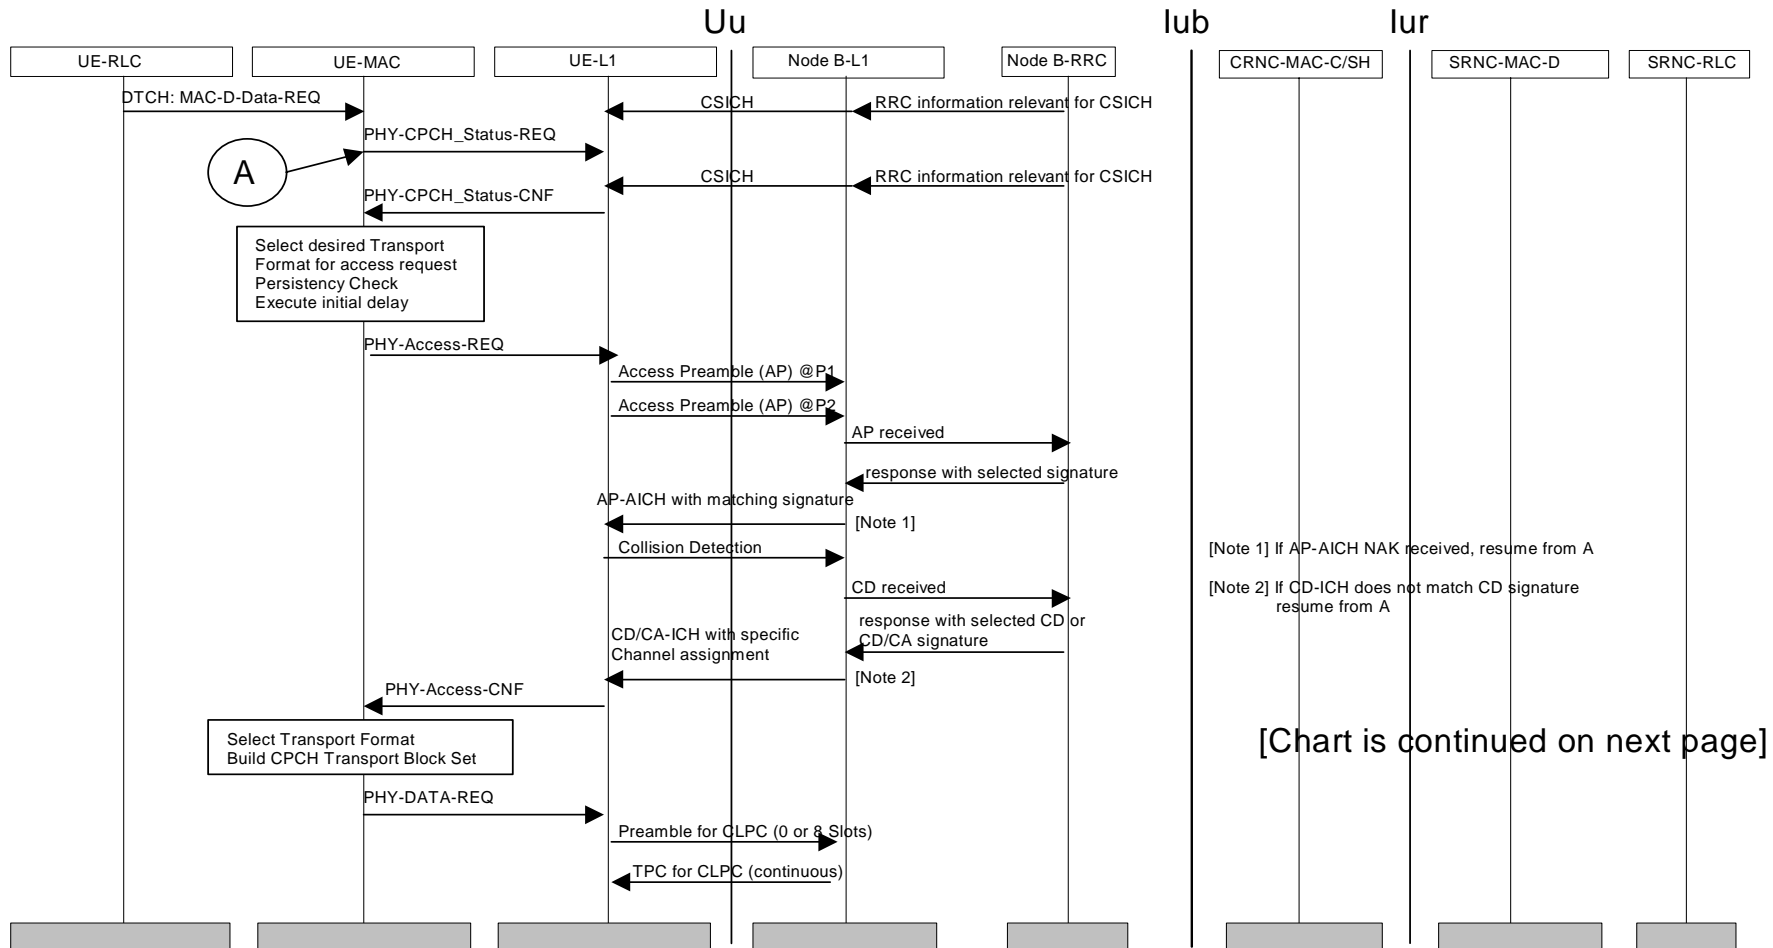 Uu
Iub
Iur
UE-RLC
UE-MAC
UE-L1
Node B-L1
Node B-RRC
CRNC-MAC-C/SH
SRNC-MAC-D
SRNC-RLC
DTCH: MAC-D-Data-REQ
CSICH
RRC information relevant for CSICH
PHY-CPCH_Status-REQ
A
CSICH
RRC information relevant for CSICH
PHY-CPCH_Status-CNF
Select desired Transport
Format for access request
Persistency Check
Execute initial delay
PHY-Access-REQ
Access Preamble (AP) @P1
Access Preamble (AP) @P2
AP received
response with selected signature
AP-AICH with matching signature
[Note 1]
Collision Detection
[Note 1] If AP-AICH NAK received, resume from A
CD received
[Note 2] If CD-ICH does not match CD signature
resume from A
response with selected CD or
CD/CA signature
CD/CA-ICH with specific
Channel assignment
[Note 2]
PHY-Access-CNF
Select Transport Format
Build CPCH Transport Block Set
[Chart is continued on next page]
PHY-DATA-REQ
Preamble for CLPC (0 or 8 Slots)
TPC for CLPC (continuous)